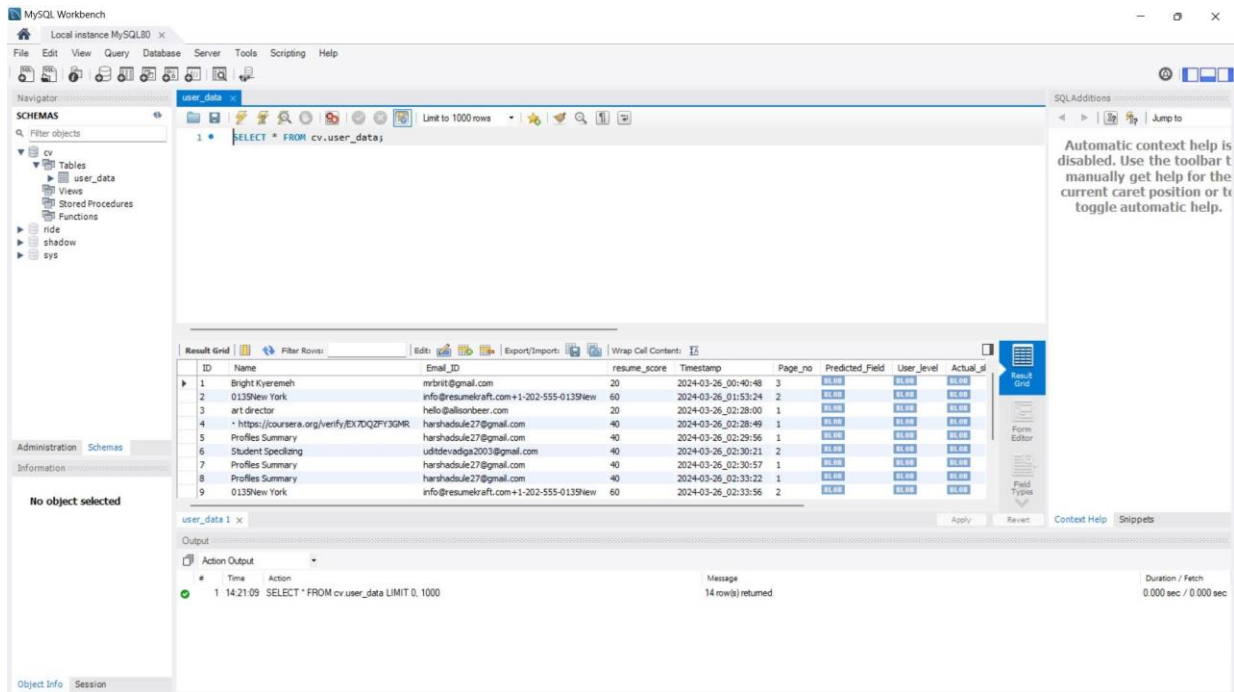 MySQL Workbench
Local instance MySQL80 ×
File Edit View Query Database Server Tools Scripting Help
Navigator
SCHEMAS
Filter objects
cv
Tables
user_data
Views
Stored Procedures
Functions
ride
shadow
sys
Administration Schemas
Information
No object selected
Object Info Session
user_data ×
Limit to 1000 rows
1 SELECT * FROM cv.user_data;
Result Grid Filter Rows: Edit: Export/Import: Wrap Cell Content:
ID Name Email_ID resume_score Timestamp Page_no Predicted_Field User_level Actual_sk
1 Bright Kyeremeh mrbriit@gmail.com 20 2024-03-26_00:40:48 3 BLOB BLOB BLOB
2 0135New York info@resumekraft.com+1-202-555-0135New 60 2024-03-26_01:53:24 2 BLOB BLOB BLOB
3 art director hello@allisonbeer.com 20 2024-03-26_02:28:00 1 BLOB BLOB BLOB
4 · https://coursera.org/verify/EX7DQZFY3GMR harshadsule27@gmail.com 40 2024-03-26_02:28:49 1 BLOB BLOB BLOB
5 Profiles Summary harshadsule27@gmail.com 40 2024-03-26_02:29:56 1 BLOB BLOB BLOB
6 Student Specilizing uditdevadiga2003@gmail.com 40 2024-03-26_02:30:21 2 BLOB BLOB BLOB
7 Profiles Summary harshadsule27@gmail.com 40 2024-03-26_02:30:57 1 BLOB BLOB BLOB
8 Profiles Summary harshadsule27@gmail.com 40 2024-03-26_02:33:22 1 BLOB BLOB BLOB
9 0135New York info@resumekraft.com+1-202-555-0135New 60 2024-03-26_02:33:56 2 BLOB BLOB BLOB
Result Grid
Form Editor
Field Types
user_data 1 × Apply Revert
Output
Action Output
# Time Action Message Duration / Fetch
1 14:21:09 SELECT * FROM cv.user_data LIMIT 0, 1000 14 row(s) returned 0.000 sec / 0.000 sec
SQLAdditions
Jump to
Automatic context help is
disabled. Use the toolbar t
manually get help for the
current caret position or to
toggle automatic help.
Context Help Snippets